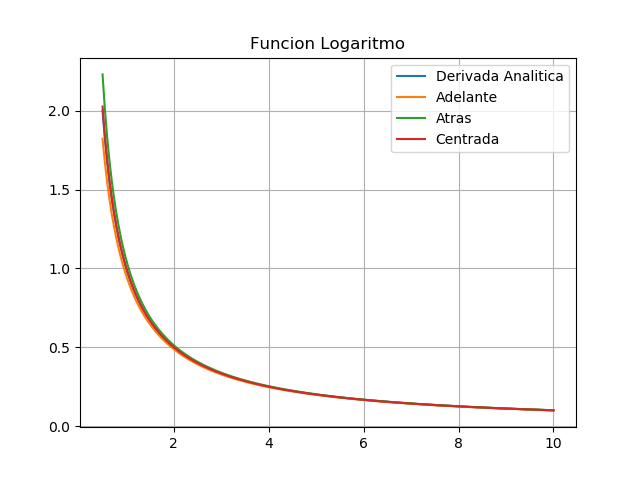 Funcion Logaritmo
Derivada Analitica
Adelante
Atras
Centrada
2.0
1.5
1.0
0.5
0.0
2 4 6 8 10